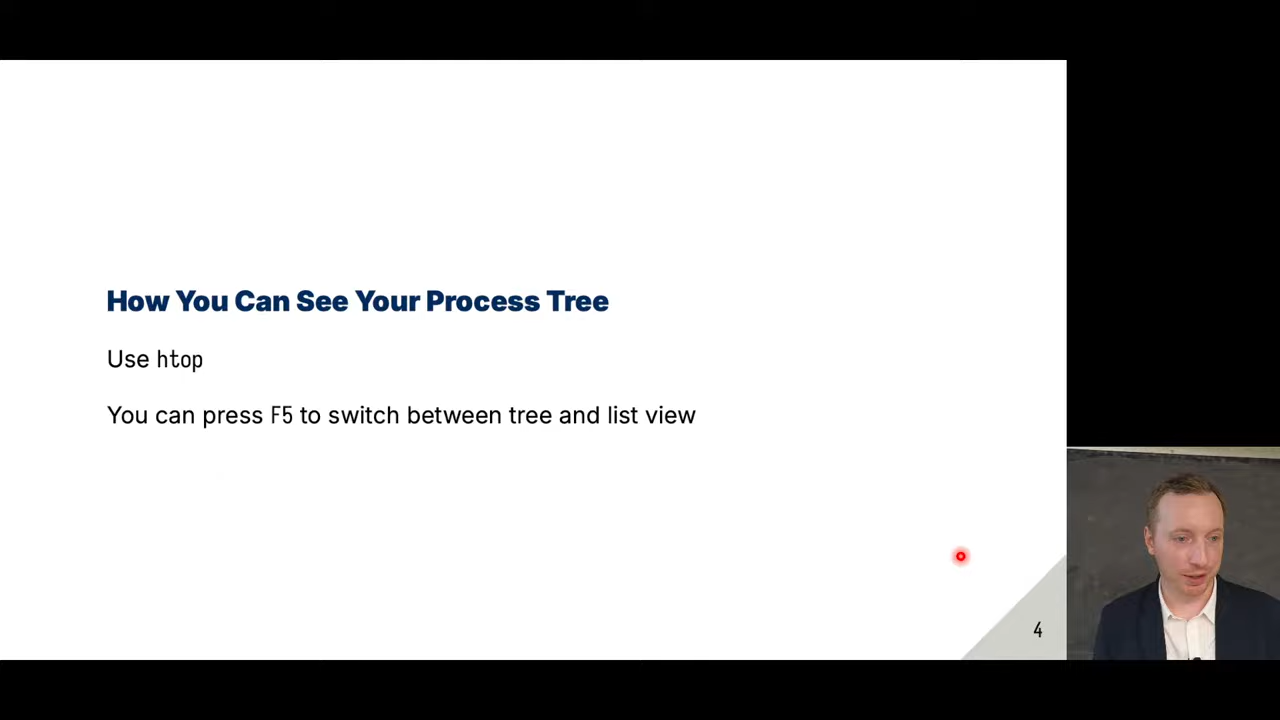 How You Can See Your Process Tree
Use htop
You can press F5 to switch between tree and list view
4